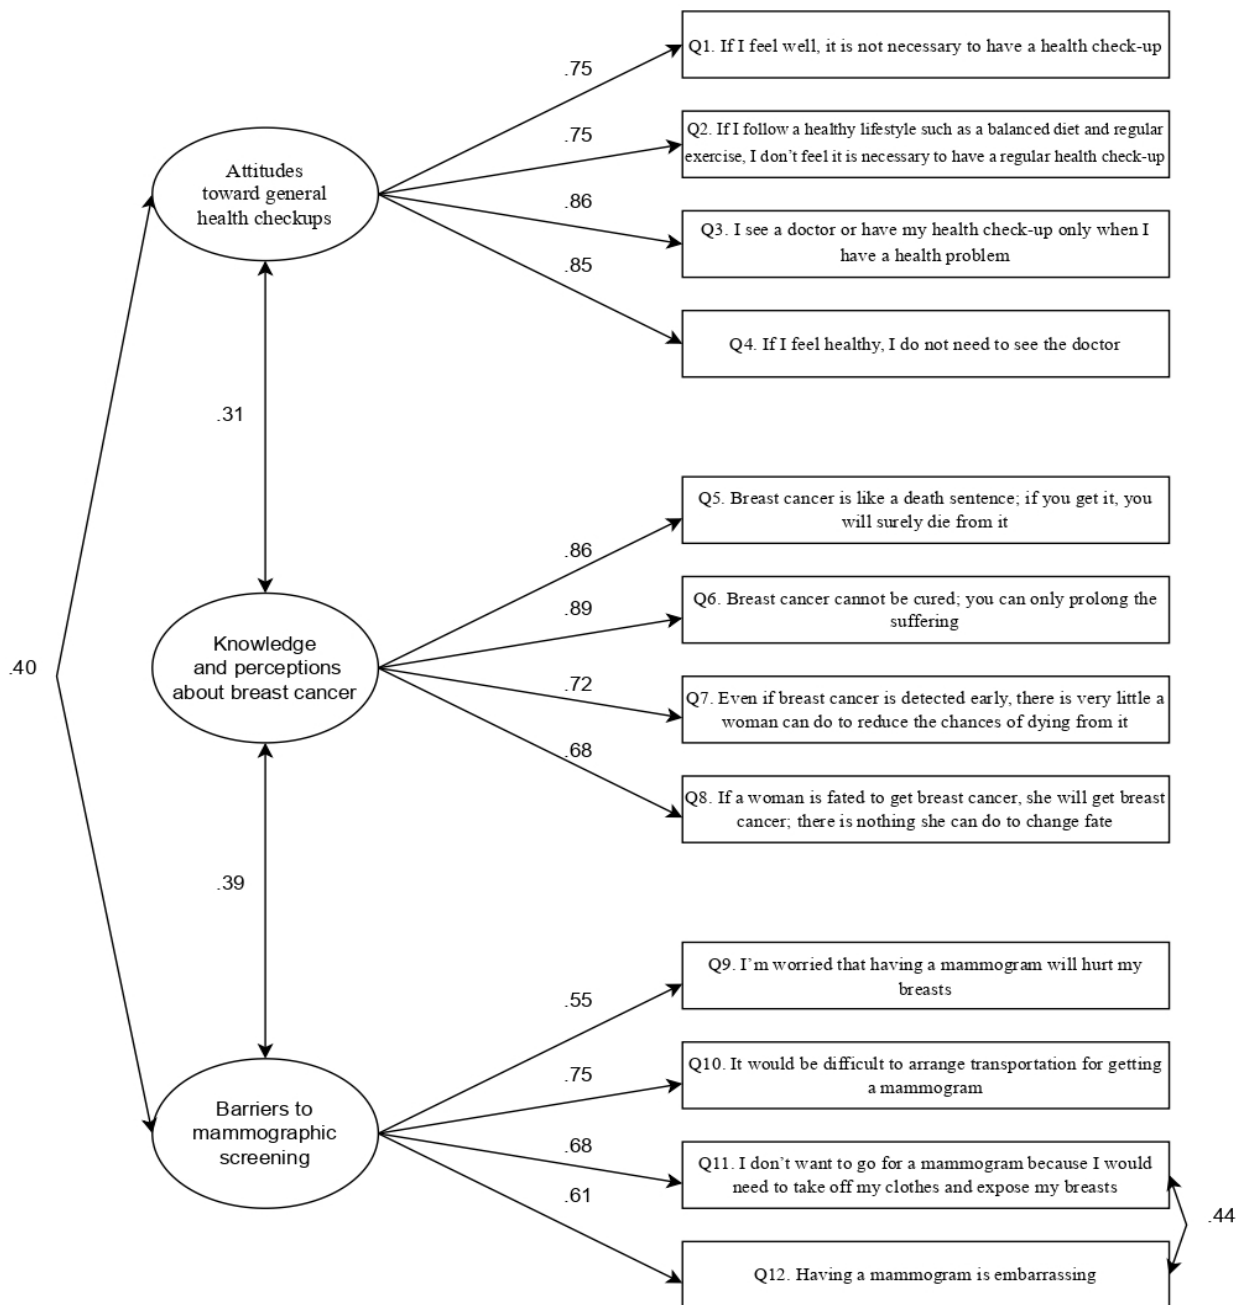 Q1. If I feel well, it is not necessary to have a health check-up
.75
Q2. If I follow a healthy lifestyle such as a balanced diet and regular
exercise, I don’t feel it is necessary to have a regular health check-up
.75
Attitudes
toward general
health checkups
.86
Q3. I see a doctor or have my health check-up only when I
have a health problem
.85
Q4. If I feel healthy, I do not need to see the doctor
.31
Q5. Breast cancer is like a death sentence; if you get it, you
will surely die from it
.86
Q6. Breast cancer cannot be cured; you can only prolong the
suffering
.89
Knowledge
and perceptions
about breast cancer
.40
.72
Q7. Even if breast cancer is detected early, there is very little a
woman can do to reduce the chances of dying from it
.68
Q8. If a woman is fated to get breast cancer, she will get breast
cancer; there is nothing she can do to change fate
.39
Q9. I’m worried that having a mammogram will hurt my
breasts
.55
Q10. It would be difficult to arrange transportation for getting
a mammogram
.75
Barriers to
mammographic
screening
.68
Q11. I don’t want to go for a mammogram because I would
need to take off my clothes and expose my breasts
.61
.44
Q12. Having a mammogram is embarrassing